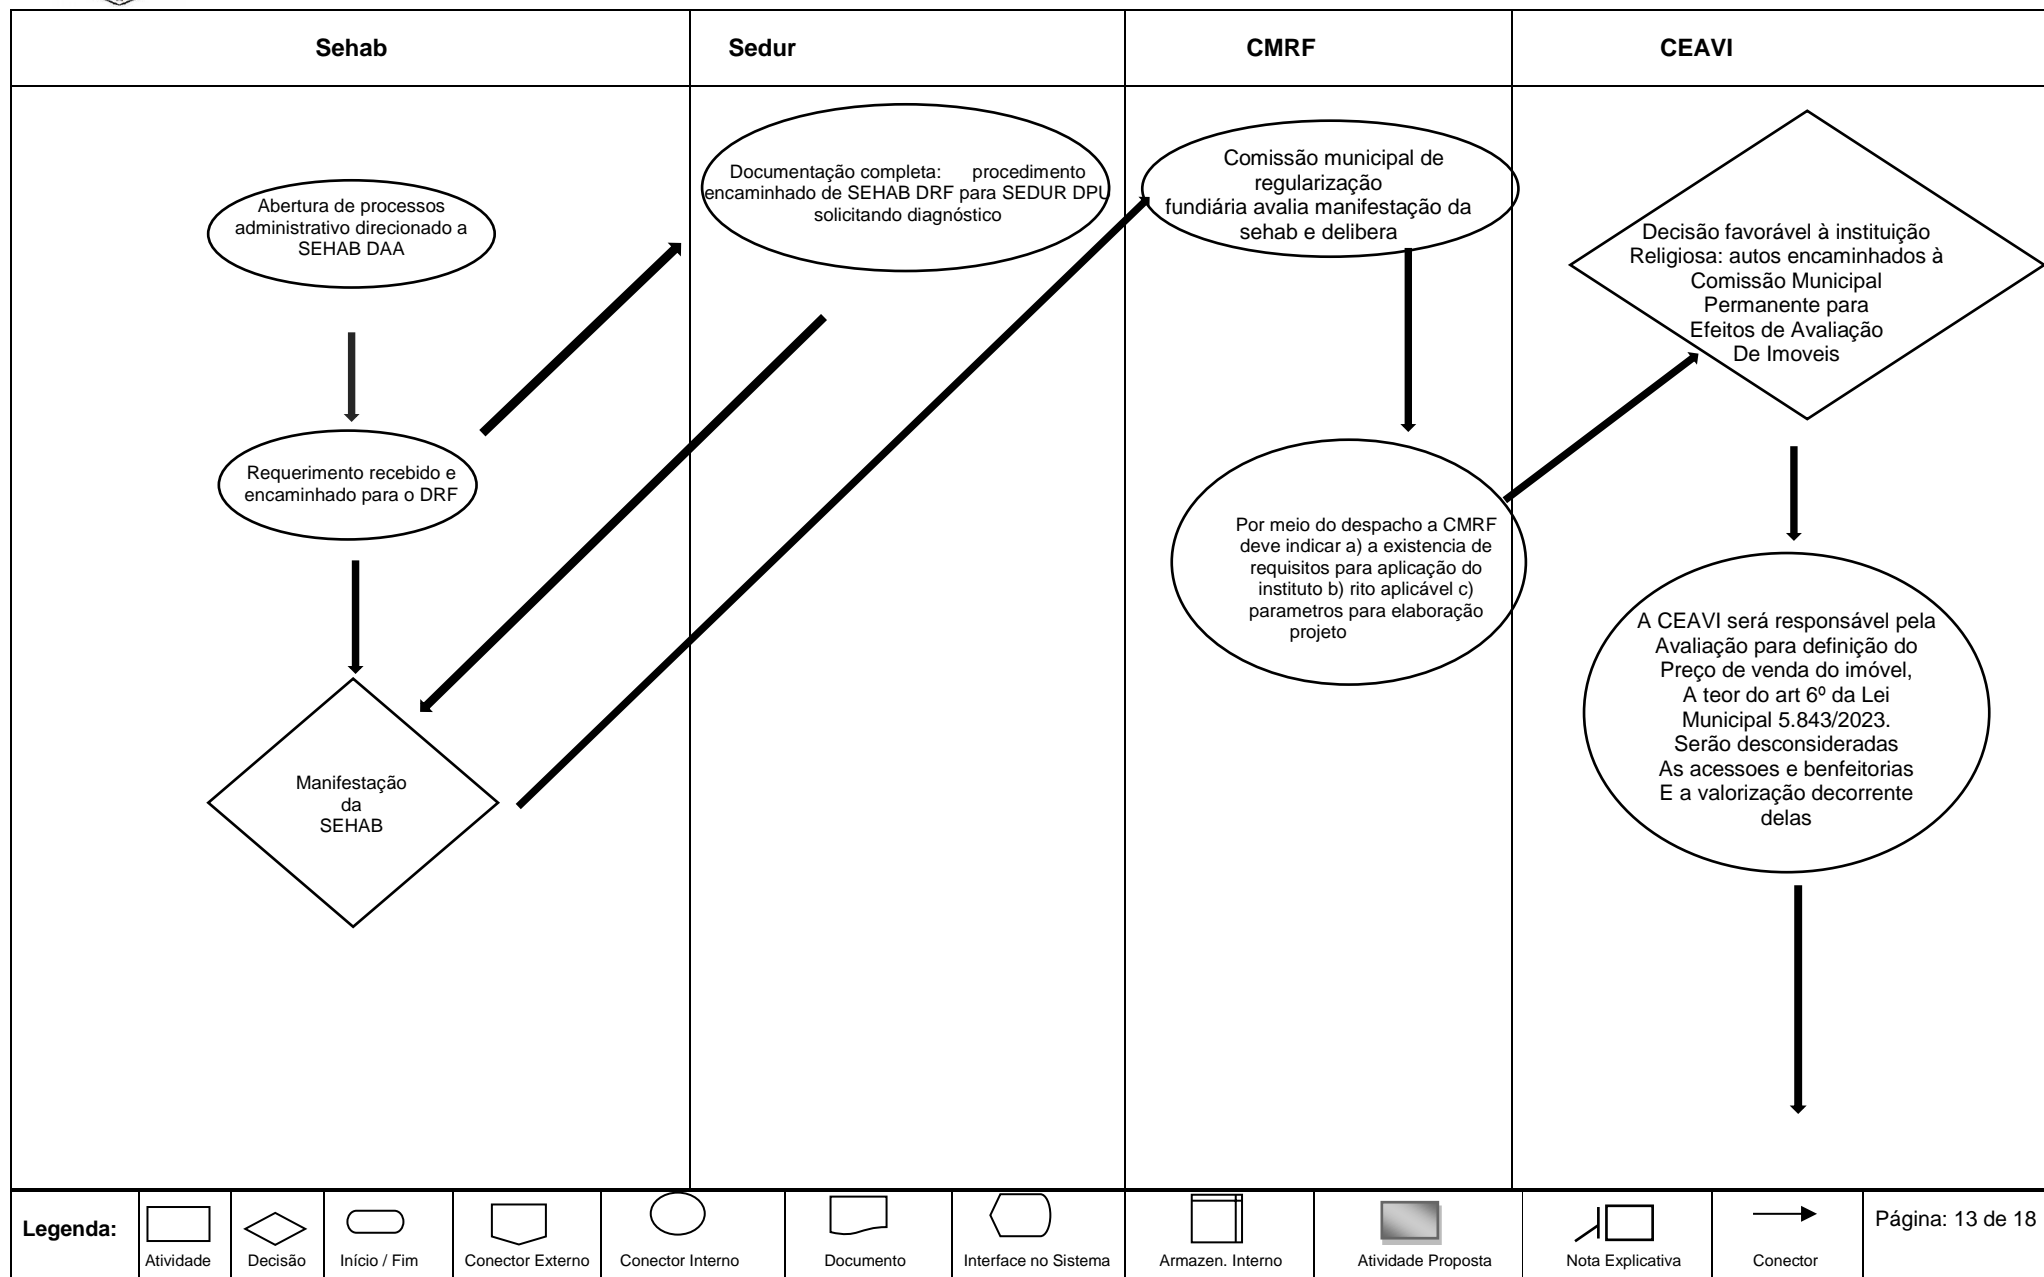 Sehab
Sedur
CMRF
CEAVI
Abertura de processos
administrativo direcionado a
SEHAB DAA
Requerimento recebido e
encaminhado para o DRF
Manifestação
da
SEHAB
Documentação completa: procedimento
encaminhado de SEHAB DRF para SEDUR DPU
solicitando diagnóstico
Comissão municipal de
regularização
fundiária avalia manifestação da
sehab e delibera
Por meio do despacho a CMRF
deve indicar a) a existencia de
requisitos para aplicação do
instituto b) rito aplicável c)
parametros para elaboração
projeto
Decisão favorável à instituição
Religiosa: autos encaminhados à
Comissão Municipal
Permanente para
Efeitos de Avaliação
De Imoveis
A CEAVI será responsável pela
Avaliação para definição do
Preço de venda do imóvel,
A teor do art 6º da Lei
Municipal 5.843/2023.
Serão desconsideradas
As acessoes e benfeitorias
E a valorização decorrente
delas
Legenda:
Atividade
Decisão
Início / Fim
Conector Externo
Conector Interno
Documento
Interface no Sistema
Armazen. Interno
Atividade Proposta
Nota Explicativa
Conector
Página: 13 de 18